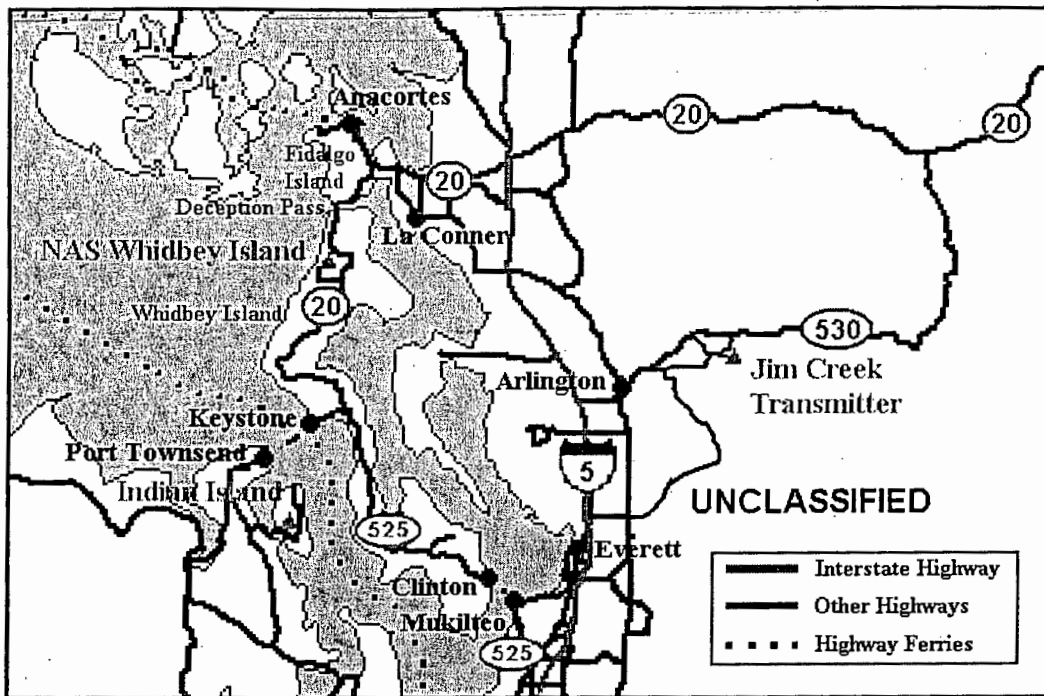 Anacortes
20
20
Fidalgo
Island
20
Deception Pass
La Conner
NAS Whidbey Island
20
Whidbey Island
530
Jim Creek
Transmitter
Arlington
Keystone
Port Townsend
5
Indian Island
UNCLASSIFIED
525
Everett
Clinton
Mukilteo
525
Interstate Highway
Other Highways
Highway Ferries